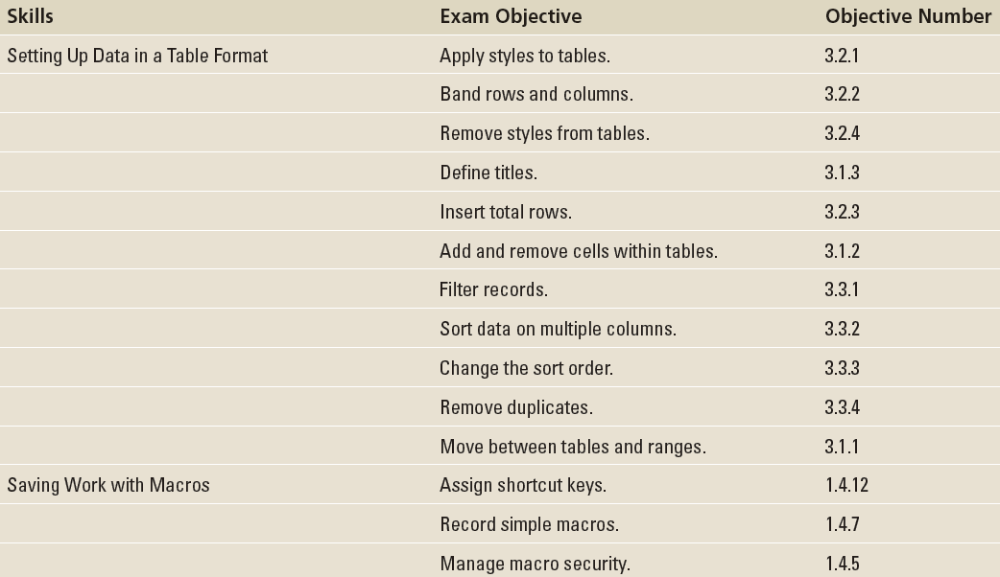 Skills Exam Objective Objective Number
Setting Up Data in a Table Format Apply styles to tables. 3.2.1
Band rows and columns. 3.2.2
Remove styles from tables. 3.2.4
Define titles. 3.1.3
Insert total rows. 3.2.3
Add and remove cells within tables. 3.1.2
Filter records. 3.3.1
Sort data on multiple columns. 3.3.2
Change the sort order. 3.3.3
Remove duplicates. 3.3.4
Move between tables and ranges. 3.1.1
Saving Work with Macros Assign shortcut keys. 1.4.12
Record simple macros. 1.4.7
Manage macro security. 1.4.5